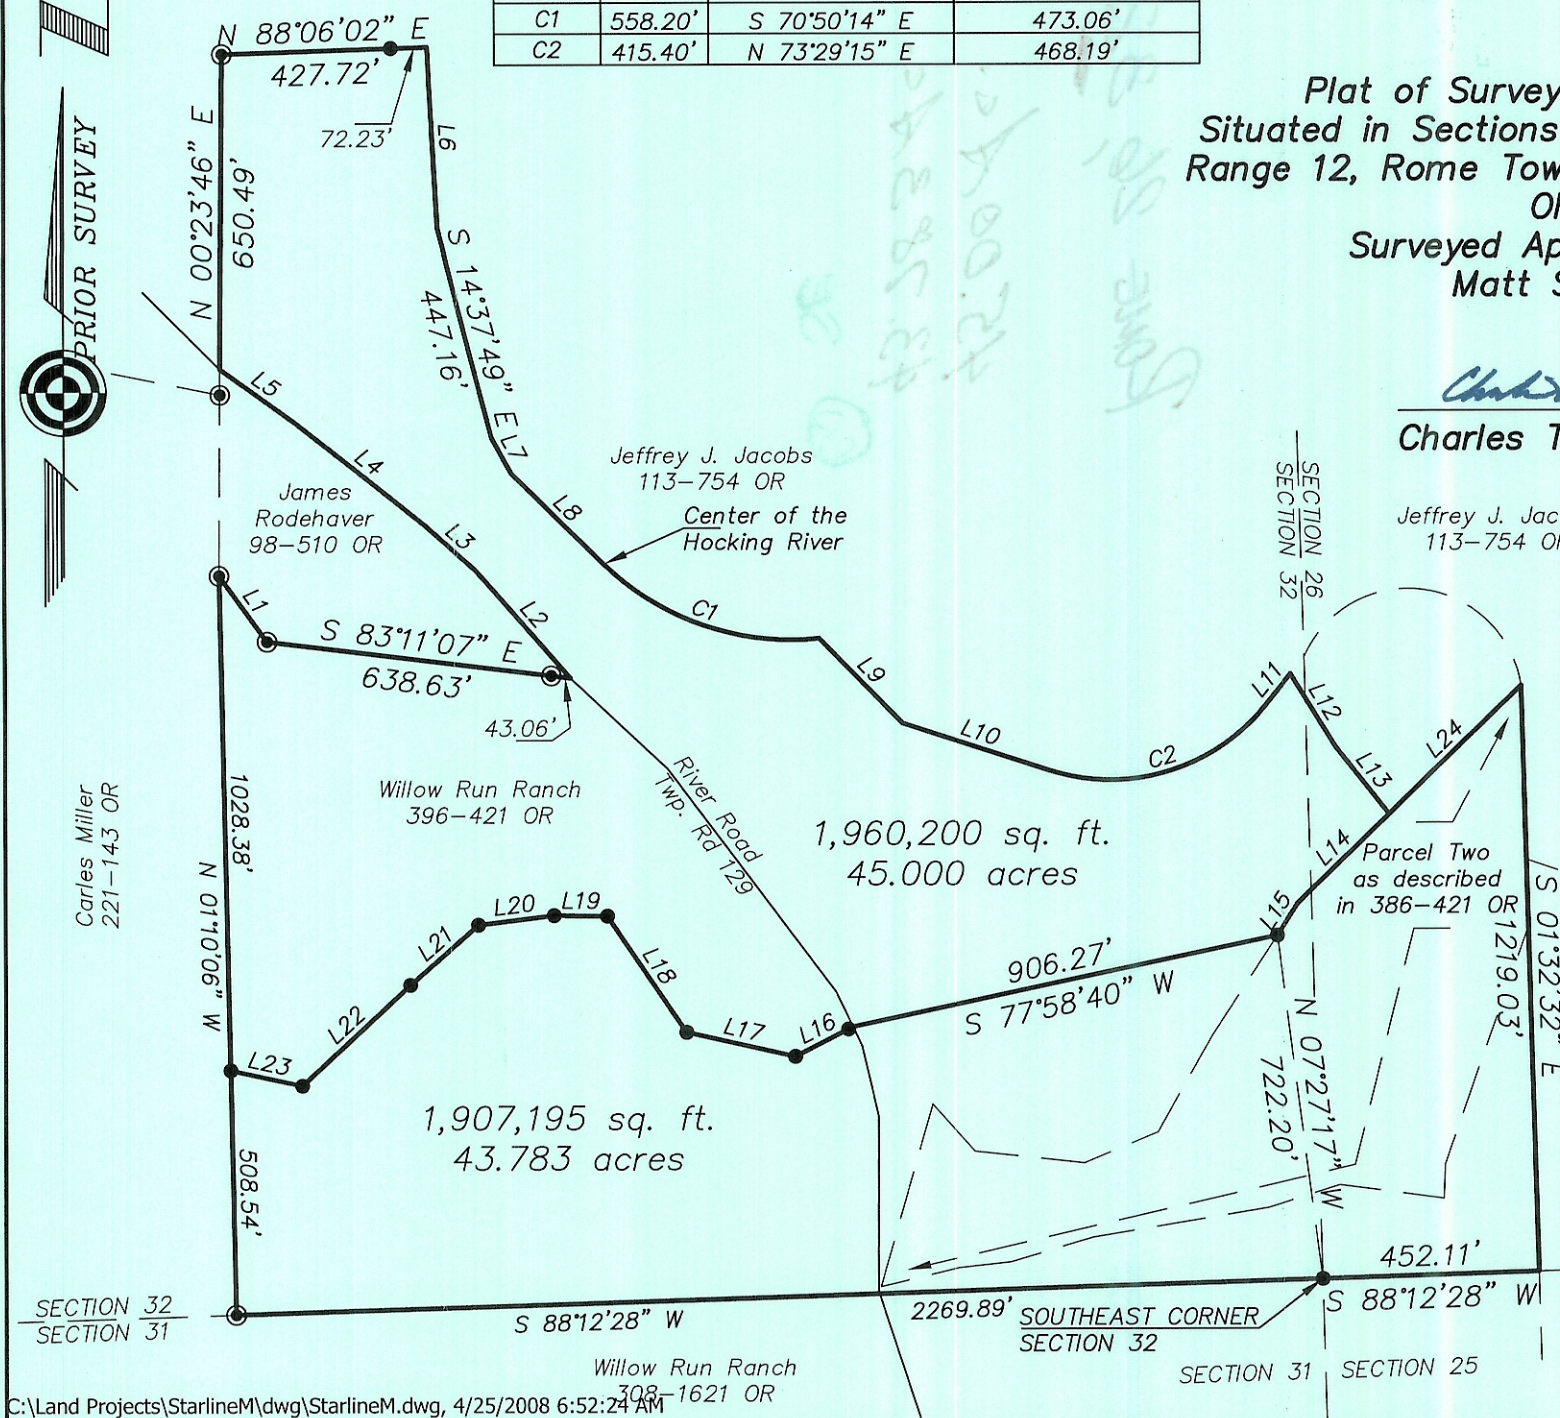 C1 558.20' S 70°50'14" E 473.06'
C2 415.40' N 73°29'15" E 468.19'
N 88°06'02" E
427.72'
72.23'
Plat of Survey
Situated in Sections
Range 12, Rome Tow
Surveyed Ap
Matt S
Charles T
PRIOR SURVEY
N 00°23'46" E
650.49'
L6
S 14°37'49" E
447.16'
L7
L5
L4
L8
James
Rodehaver
98-510 OR
Jeffrey J. Jacobs
113-754 OR
Center of the
Hocking River
SECTION 26
SECTION 32
Jeffrey J. Jac
113-754 OR
L3
L1
L2
C1
S 83°11'07" E
638.63'
43.06'
L9
L10
C2
L11
L12
L13
L24
Carles Miller
221-143 OR
1028.38'
N 01°10'06" W
Willow Run Ranch
396-421 OR
River Road
Twp. Rd 129
1,960,200 sq. ft.
45.000 acres
L14
Parcel Two
as described
in 386-421 OR
L15
S 01°32'32" E
1219.03'
L20
L19
L21
L18
L22
L17
L16
L23
906.27'
S 77°58'40" W
N 07°27'17" W
722.20'
1,907,195 sq. ft.
43.783 acres
508.54'
452.11'
S 88°12'28" W
SECTION 32
SECTION 31
S 88°12'28" W
2269.89'
SOUTHEAST CORNER
SECTION 32
Willow Run Ranch
308-1621 OR
SECTION 31
SECTION 25
C:\Land Projects\StarlineM\dwg\StarlineM.dwg, 4/25/2008 6:52:24 AM